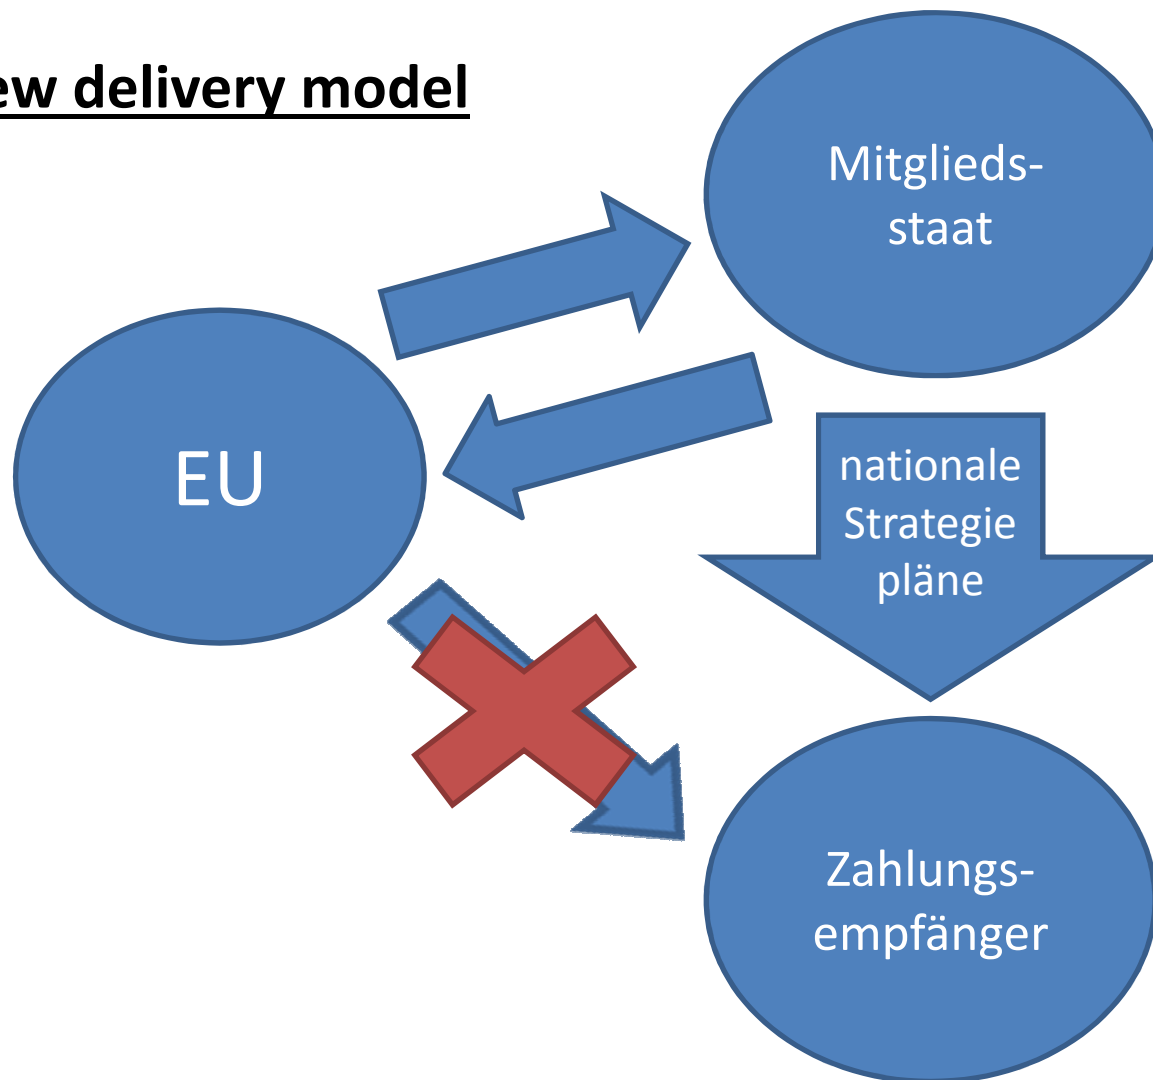 ew delivery model
Mitglieds-
staat
EU
nationale
Strategie
pläne
Zahlungs-
empfänger